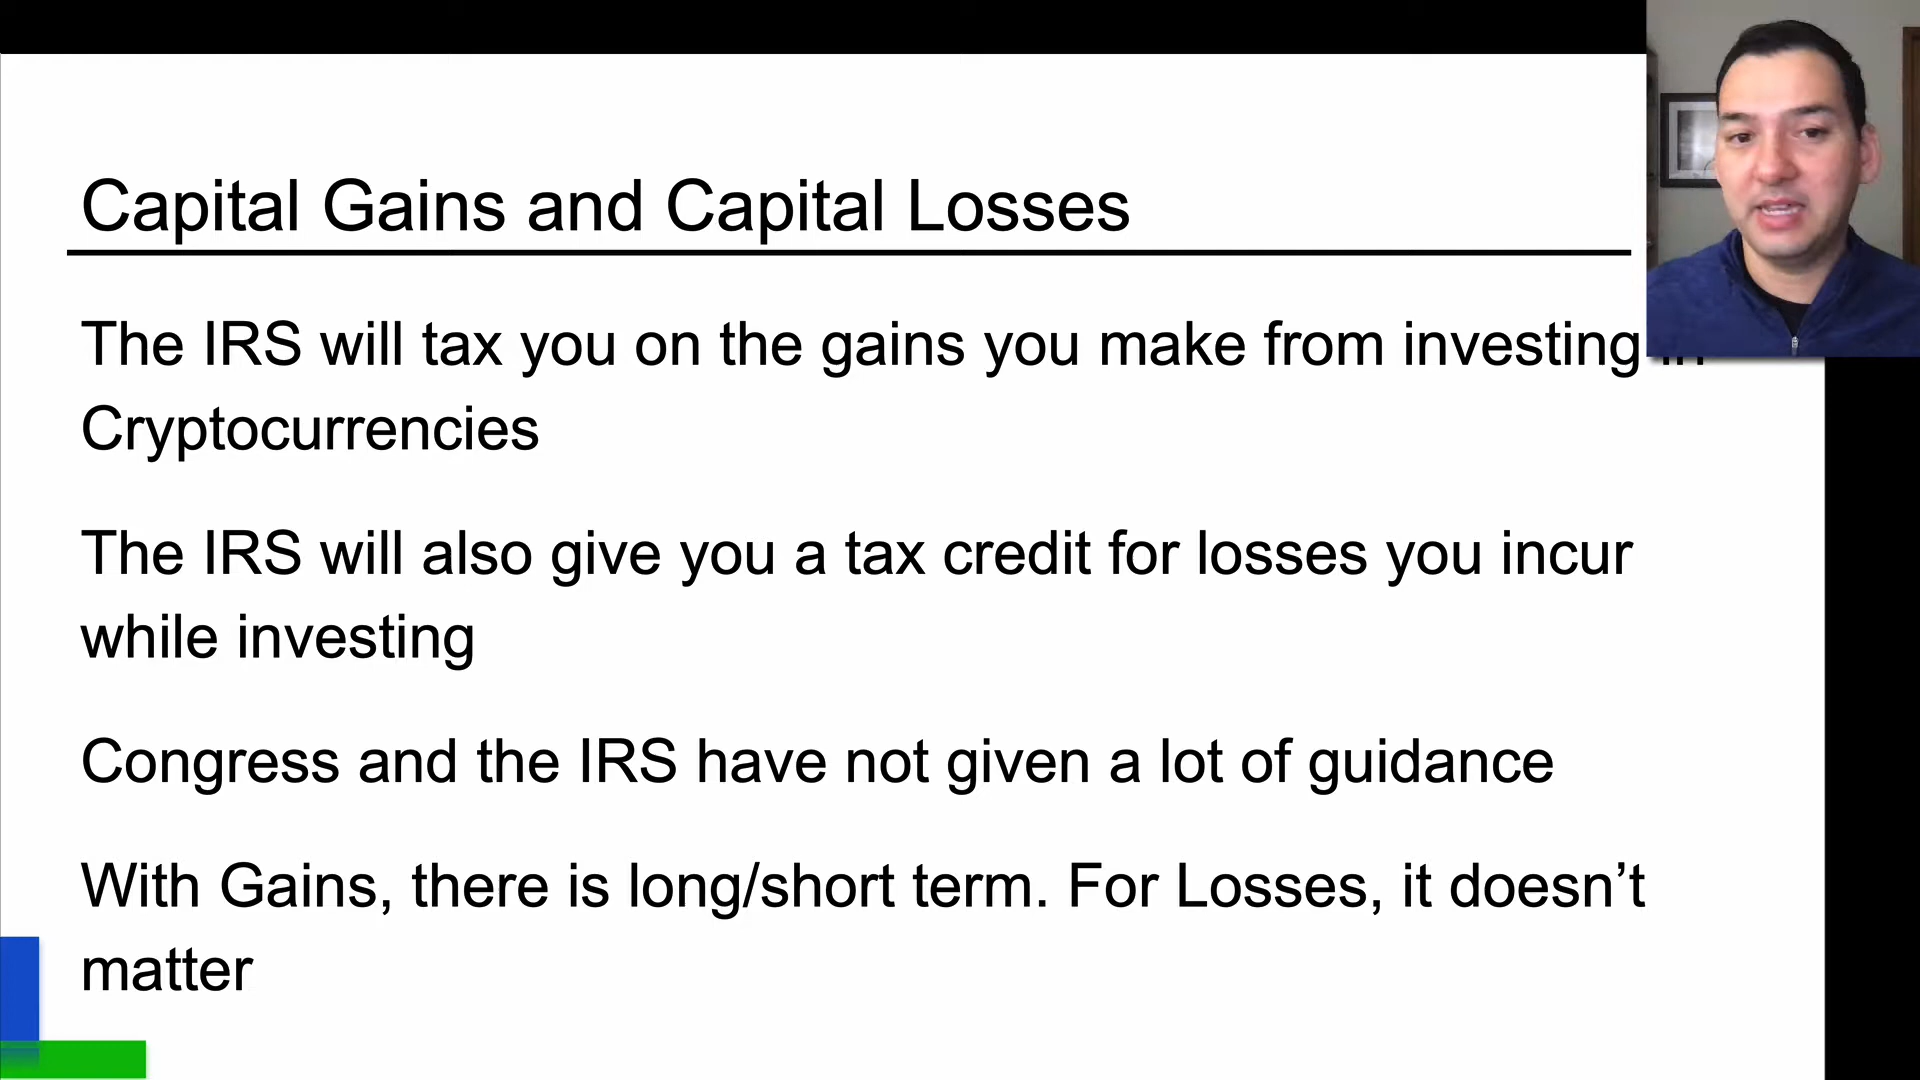 Capital Gains and Capital Losses
The IRS will tax you on the gains you make from investing in
Cryptocurrencies
The IRS will also give you a tax credit for losses you incur
while investing
Congress and the IRS have not given a lot of guidance
With Gains, there is long/short term. For Losses, it doesn’t
matter